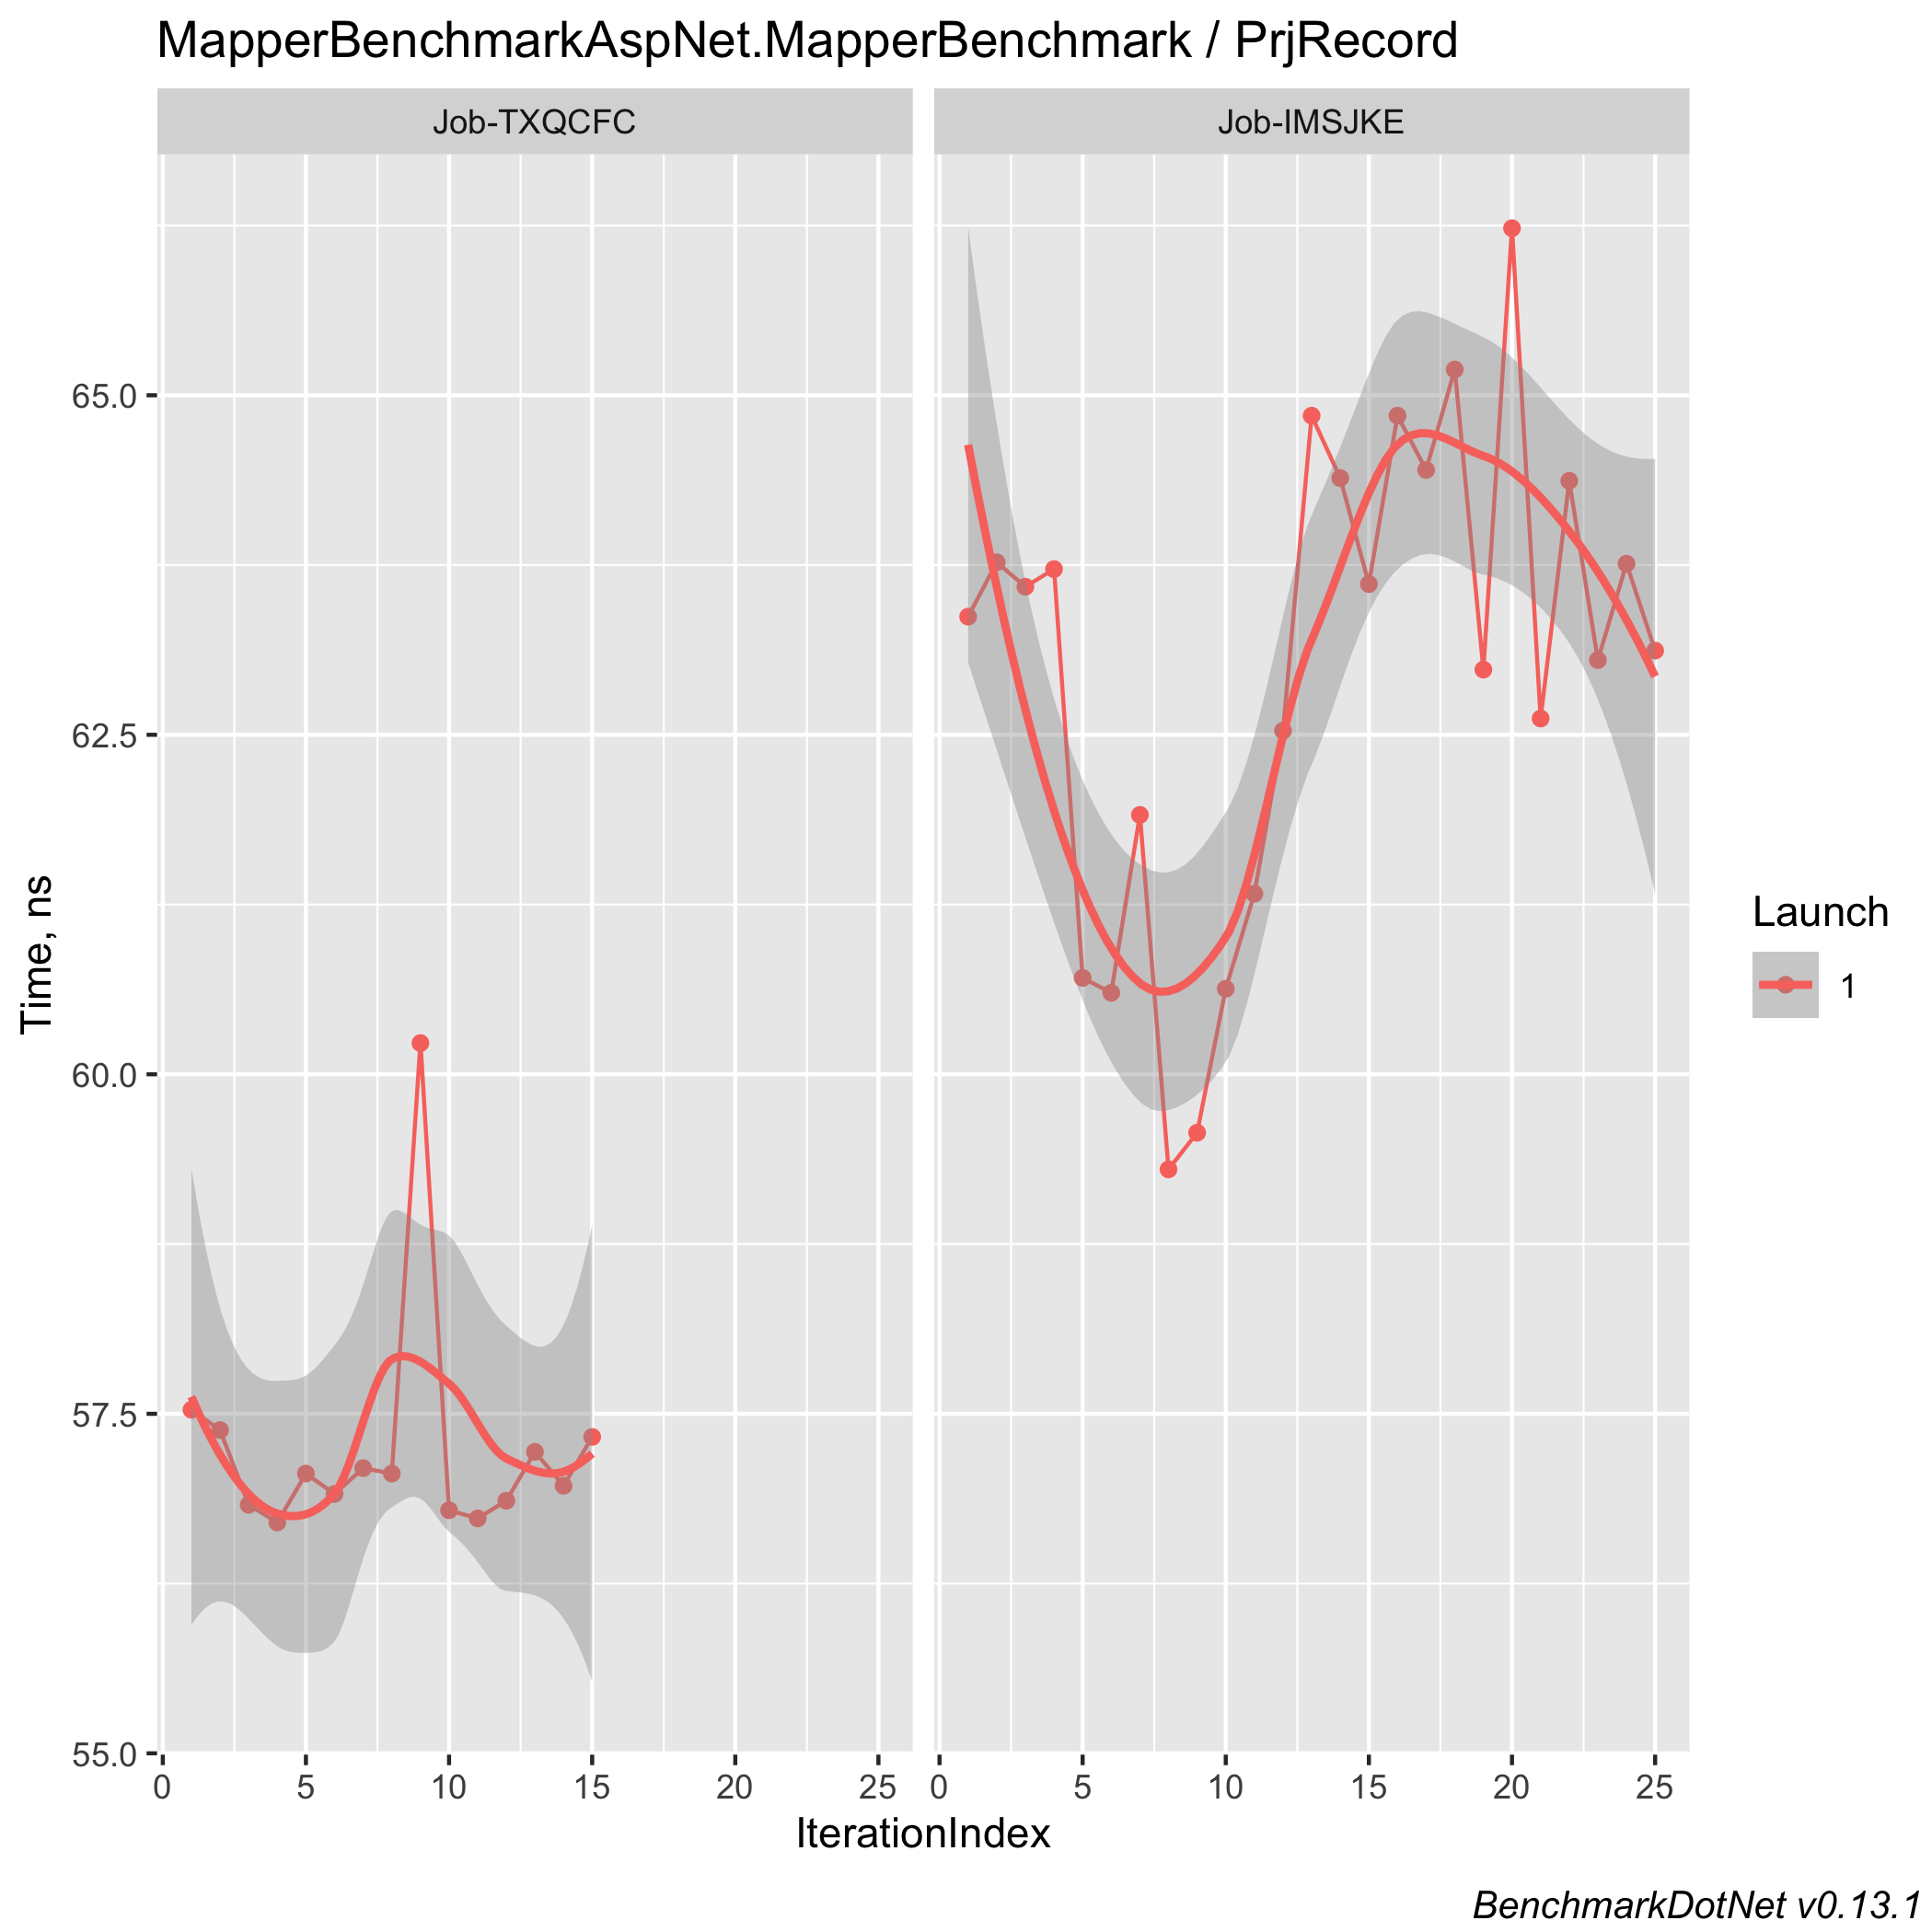 MapperBenchmarkAspNet.MapperBenchmark / PrjRecord
Job-TXQCFC
Job-IMSJKE
65.0
62.5
60.0
57.5
55.0
Time, ns
0 5 10 15 20 25
0 5 10 15 20 25
IterationIndex
Launch
1
BenchmarkDotNet v0.13.1